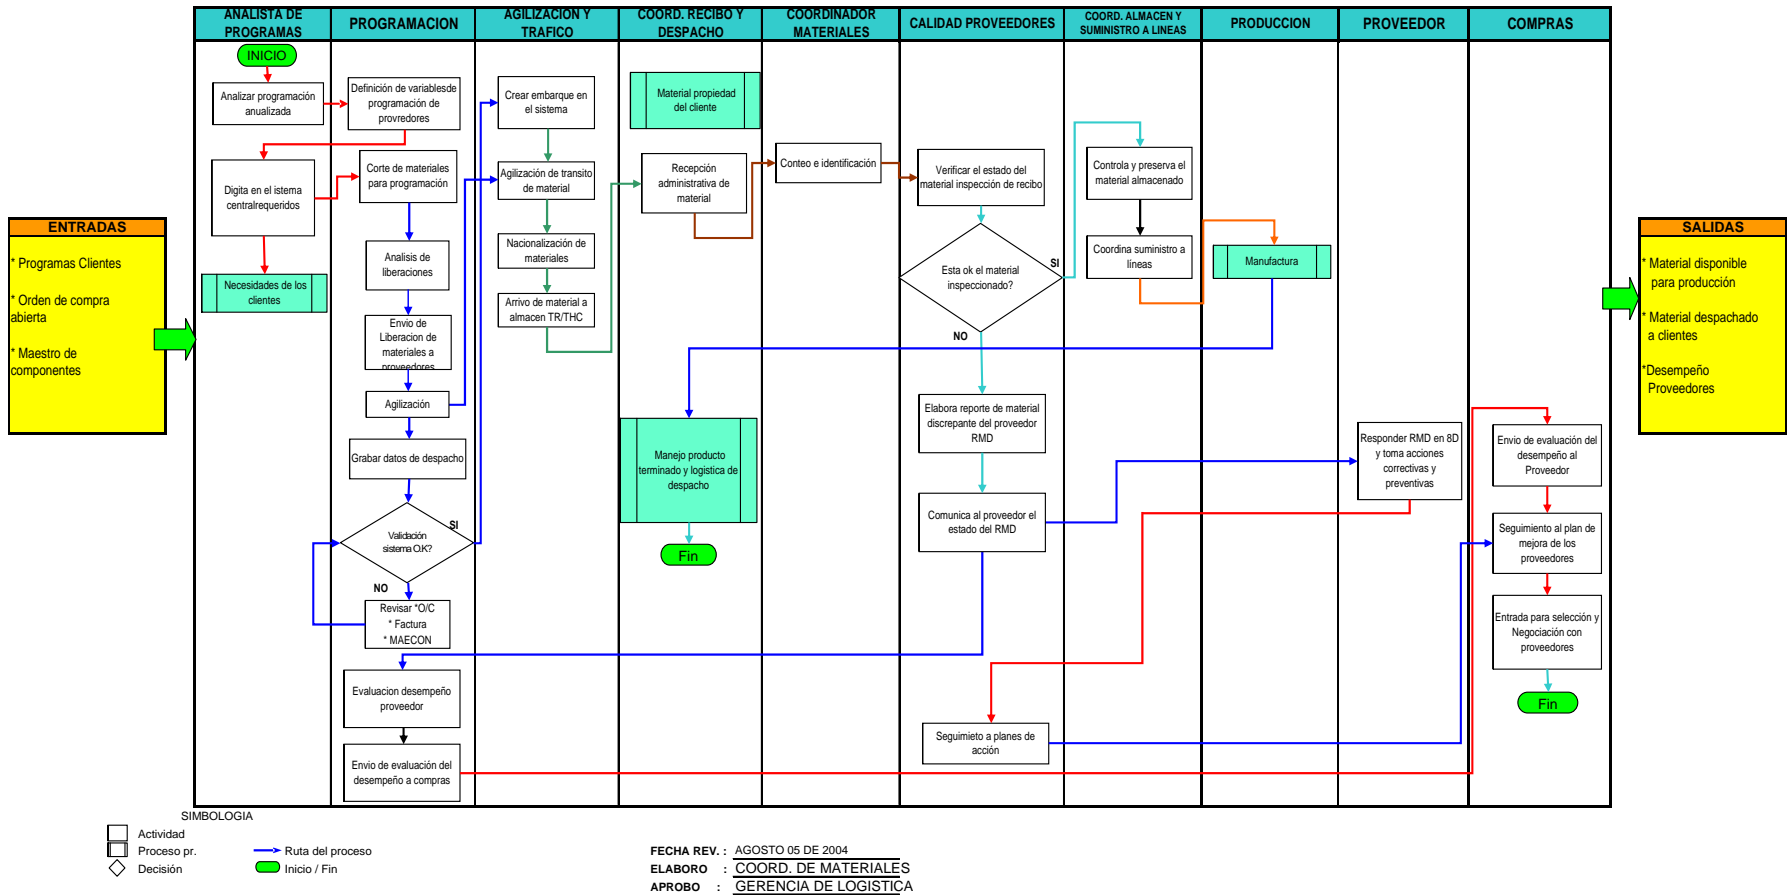 ANALISTA DE
PROGRAMAS
PROGRAMACION
AGILIZACION Y
TRAFICO
COORD. RECIBO Y
DESPACHO
COORDINADOR
MATERIALES
CALIDAD PROVEEDORES
COORD. ALMACEN Y
SUMINISTRO A LINEAS
PRODUCCION
PROVEEDOR
COMPRAS
ENTRADAS
* Programas Clientes
* Orden de compra
abierta
* Maestro de
componentes
INICIO
Analizar programación
anualizada
Digita en el istema
centralrequeridos
Necesidades de los
clientes
Definición de variablesde
programación de
provredores
Corte de materiales
para programación
Analisis de
liberaciones
Envio de
Liberacion de
materiales a
proveedores
Agilización
Grabar datos de despacho
Validación
sistema O.K?
SI
NO
Revisar *O/C
* Factura
* MAECON
Evaluacion desempeño
proveedor
Envio de evaluación del
desempeño a compras
Crear embarque en
el sistema
Agilización de transito
de material
Nacionalización de
materiales
Arrivo de material a
almacen TR/THC
Material propiedad
del cliente
Recepción
administrativa de
material
Manejo producto
terminado y logistica de
despacho
Fin
Conteo e identificación
Verificar el estado del
material inspección de recibo
Esta ok el material
inspeccionado?
SI
NO
Elabora reporte de material
discrepante del proveedor
RMD
Comunica al proveedor el
estado del RMD
Seguimieto a planes de
acción
Controla y preserva el
material almacenado
Coordina suministro a
líneas
Manufactura
Responder RMD en 8D
y toma acciones
correctivas y
preventivas
Envio de evaluación del
desempeño al
Proveedor
Seguimiento al plan de
mejora de los
proveedores
Entrada para selección y
Negociación con
proveedores
Fin
SALIDAS
* Material disponible
para producción
* Material despachado
a clientes
*Desempeño
Proveedores
SIMBOLOGIA
Actividad
Proceso pr.
Decisión
Ruta del proceso
Inicio / Fin
FECHA REV. : AGOSTO 05 DE 2004
ELABORO : COORD. DE MATERIALES
APROBO : GERENCIA DE LOGISTICA